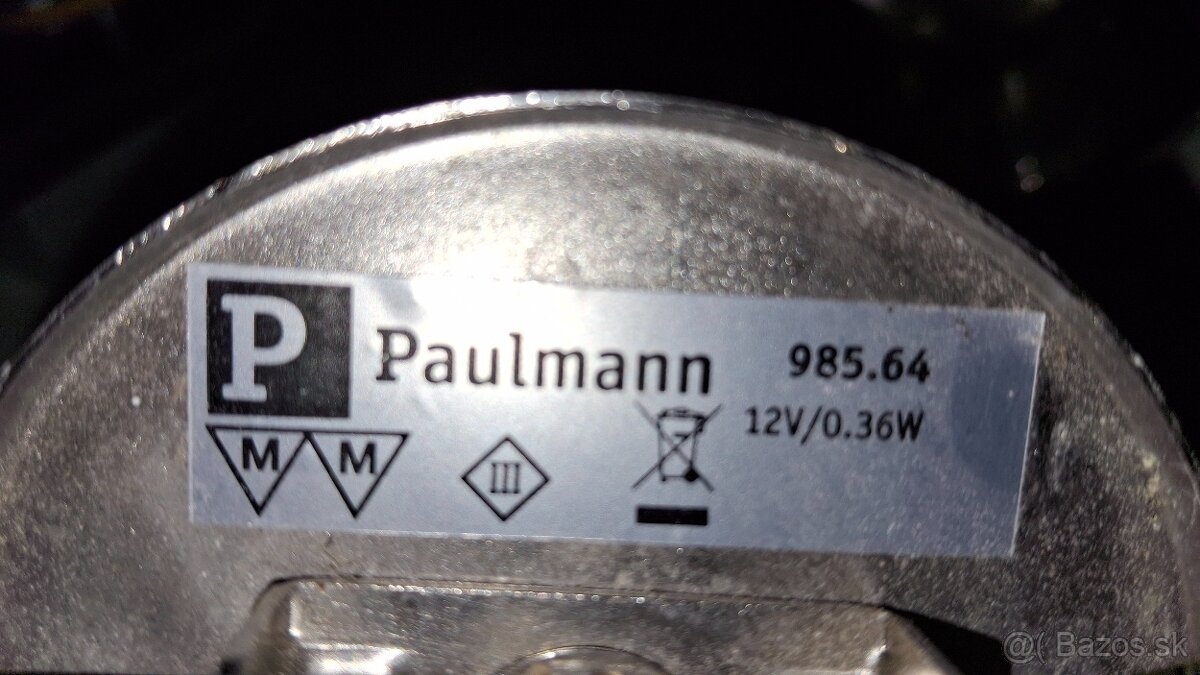 P Paulmann 985.64
12V/0.36W
M M III
@( Bazos.sk